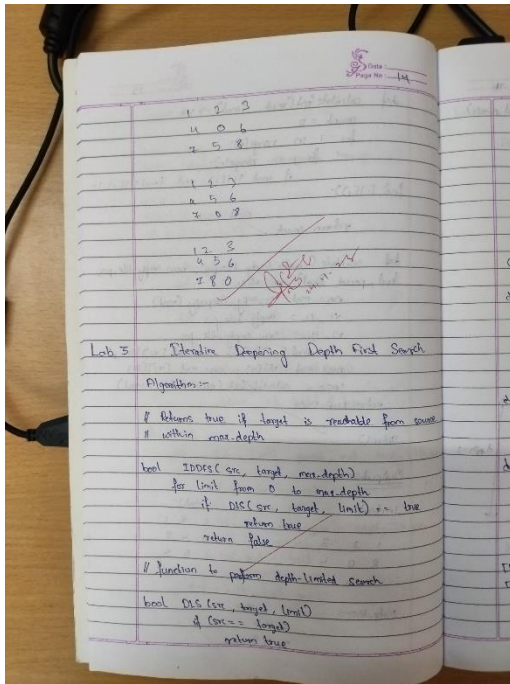 Date :
Page No : 14
1 2 3
4 0 6
7 5 8
1 2 3
4 5 6
7 0 8
1 2 3
4 5 6
7 8 0
Lab 5 Iterative Deepening Depth First Search
Algorithm :-
// Returns true if target is reachable from source
// within max-depth
bool IDDFS( src, target, max-depth)
for limit from 0 to max-depth
if DLS( src, target, limit) == true
return true
return false
// function to perform depth-limited search
bool DLS (src, target, limit)
if (src == target)
return true